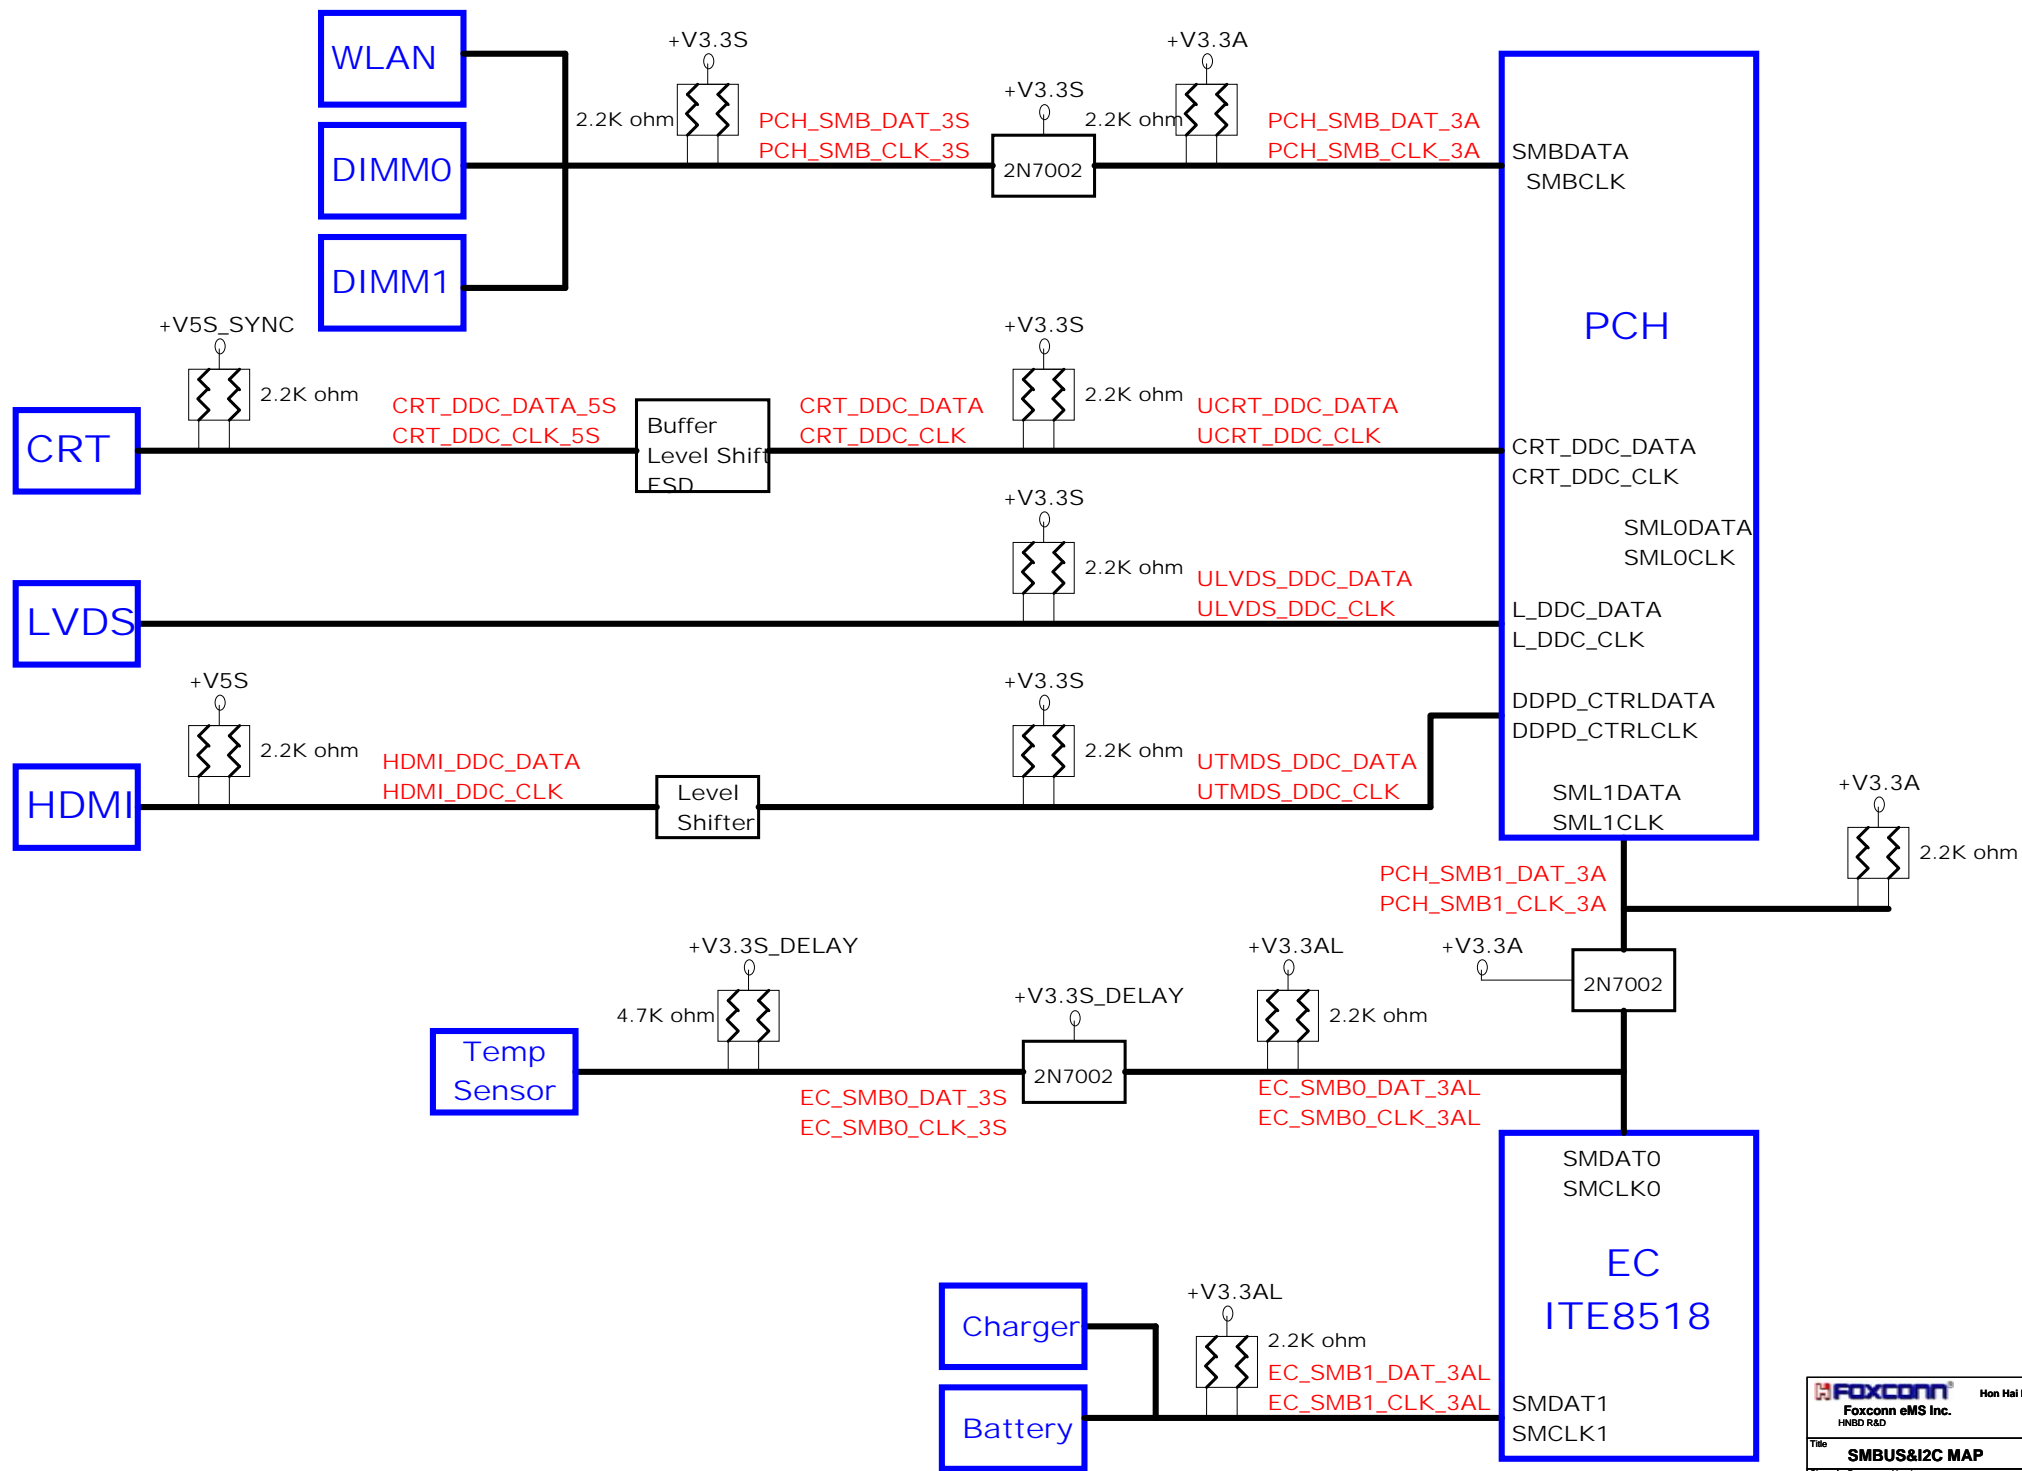 WLAN
DIMM0
DIMM1
+V3.3S
2.2K ohm
PCH_SMB_DAT_3S
PCH_SMB_CLK_3S
+V3.3S
2N7002
+V3.3A
2.2K ohm
PCH_SMB_DAT_3A
PCH_SMB_CLK_3A
SMBDATA
SMBCLK
PCH
+V5S_SYNC
2.2K ohm
CRT
CRT_DDC_DATA_5S
CRT_DDC_CLK_5S
Buffer
Level Shift
ESD
CRT_DDC_DATA
CRT_DDC_CLK
+V3.3S
2.2K ohm
UCRT_DDC_DATA
UCRT_DDC_CLK
CRT_DDC_DATA
CRT_DDC_CLK
SML0DATA
SML0CLK
LVDS
+V3.3S
2.2K ohm
ULVDS_DDC_DATA
ULVDS_DDC_CLK
L_DDC_DATA
L_DDC_CLK
+V5S
2.2K ohm
HDMI
HDMI_DDC_DATA
HDMI_DDC_CLK
Level
Shifter
+V3.3S
2.2K ohm
UTMDS_DDC_DATA
UTMDS_DDC_CLK
DDPD_CTRLDATA
DDPD_CTRLCLK
SML1DATA
SML1CLK
+V3.3A
2.2K ohm
PCH_SMB1_DAT_3A
PCH_SMB1_CLK_3A
+V3.3A
2N7002
+V3.3S_DELAY
4.7K ohm
Temp
Sensor
EC_SMB0_DAT_3S
EC_SMB0_CLK_3S
+V3.3S_DELAY
2N7002
+V3.3AL
2.2K ohm
EC_SMB0_DAT_3AL
EC_SMB0_CLK_3AL
SMDAT0
SMCLK0
EC
ITE8518
Charger
Battery
+V3.3AL
2.2K ohm
EC_SMB1_DAT_3AL
EC_SMB1_CLK_3AL
SMDAT1
SMCLK1
FOXCONN
Hon Hai
Foxconn eMS Inc.
HNBD R&D
Title
SMBUS&I2C MAP